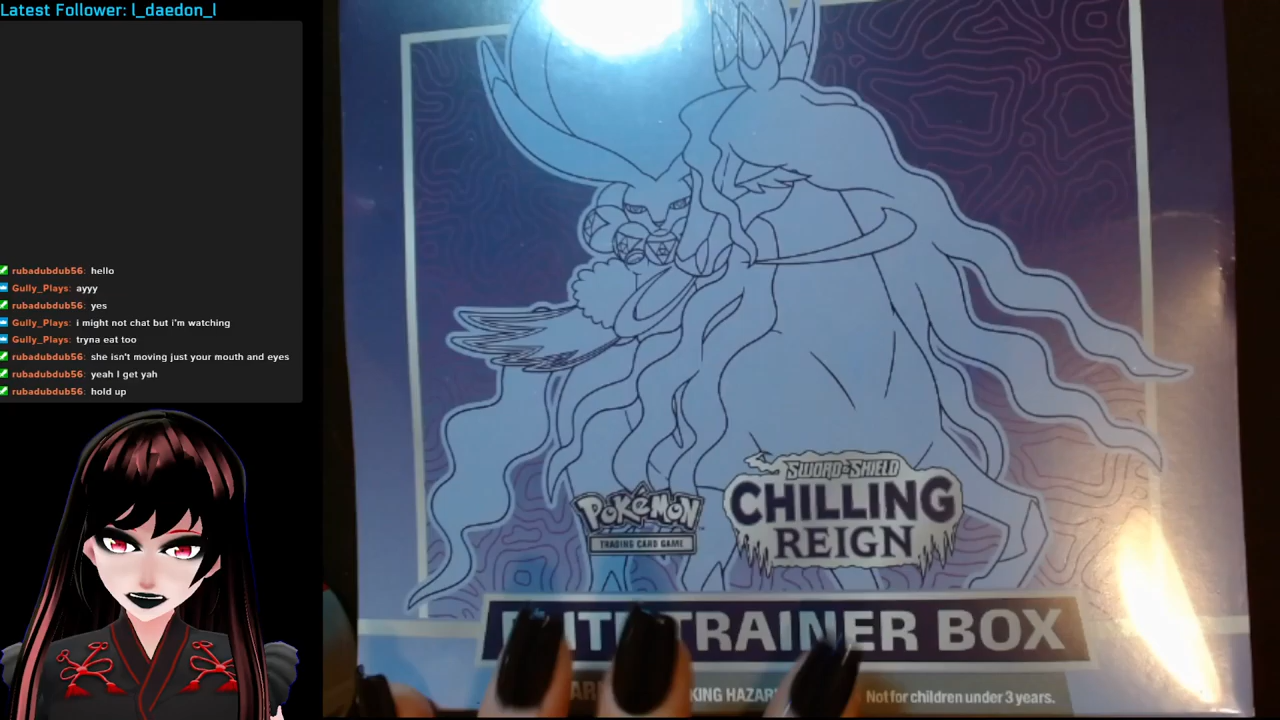 Latest Follower: l_daedon_l
rubadubdub56: hello
Gully_Plays: ayyy
rubadubdub56: yes
Gully_Plays: i might not chat but i'm watching
Gully_Plays: tryna eat too
rubadubdub56: she isn't moving just your mouth and eyes
rubadubdub56: yeah I get yah
rubadubdub56: hold up
SWORD & SHIELD
POKéMON
TRADING CARD GAME
CHILLING
REIGN
TRAINER BOX
Not for children under 3 years.